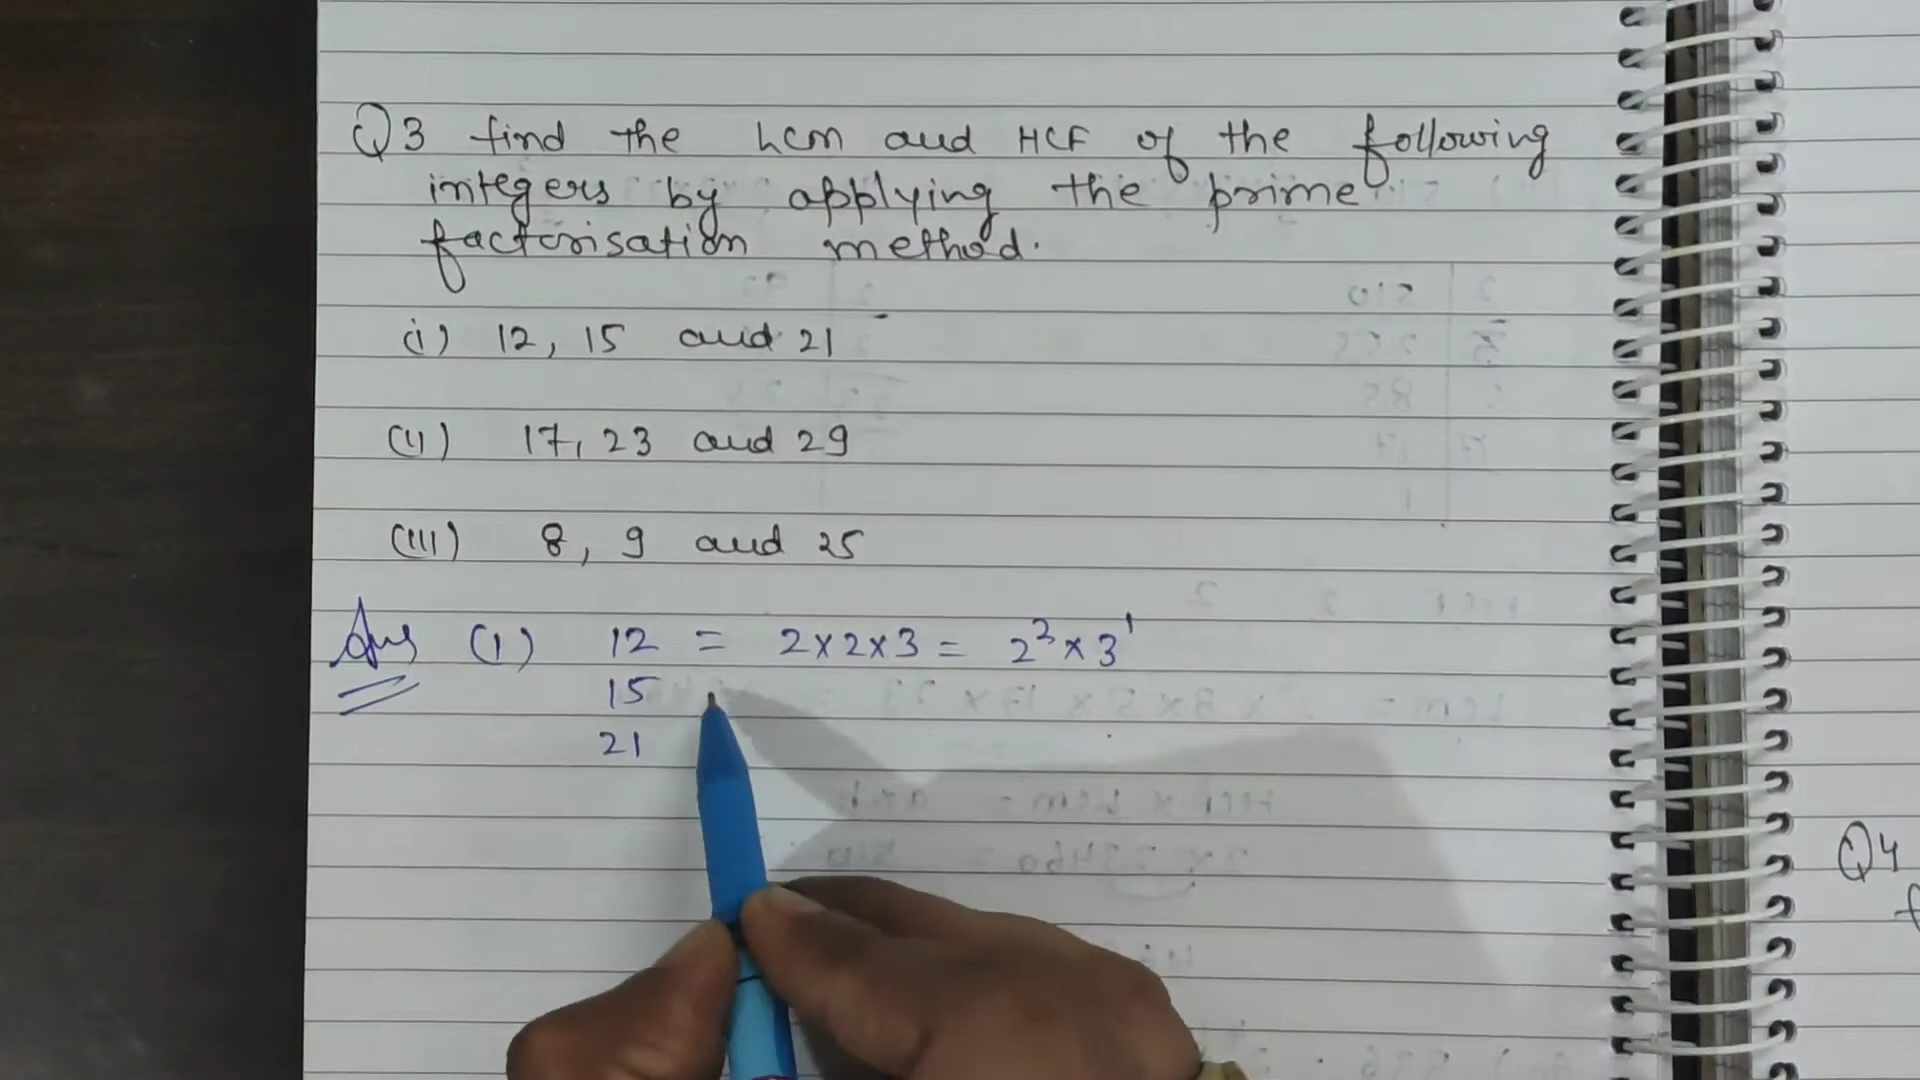 Q3 find the LCM and HCF of the following
integers by applying the prime
factorisation method.
(i) 12, 15 and 21
(ii) 17, 23 and 29
(iii) 8, 9 and 25
Ans (1) 12 = 2×2×3 = 2² × 3¹
15
21
Q4